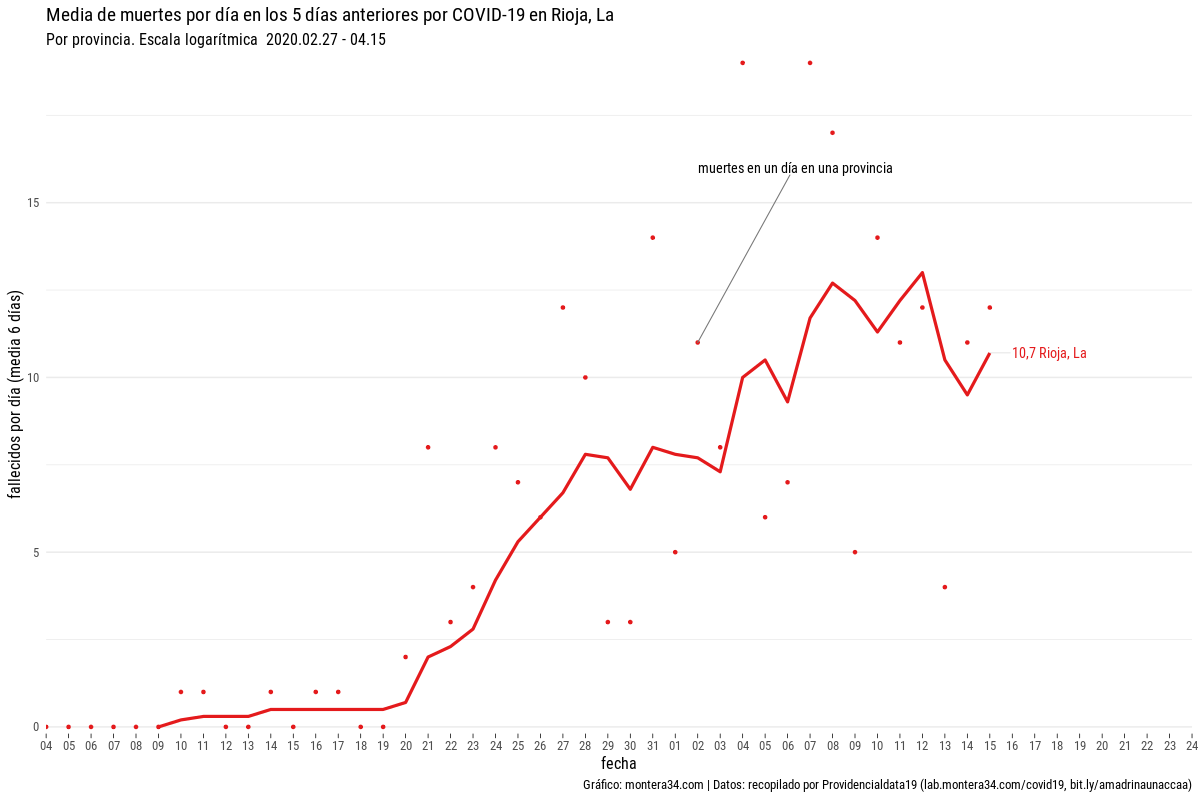 Media de muertes por día en los 5 días anteriores por COVID-19 en Rioja, La
Por provincia. Escala logarítmica  2020.02.27 - 04.15
muertes en un día en una provincia
15
10
5
0
fallecidos por día (media 6 días)
10,7 Rioja, La
04 05 06 07 08 09 10 11 12 13 14 15 16 17 18 19 20 21 22 23 24 25 26 27 28 29 30 31 01 02 03 04 05 06 07 08 09 10 11 12 13 14 15 16 17 18 19 20 21 22 23 24
fecha
Gráfico: montera34.com | Datos: recopilado por Providencialdata19 (lab.montera34.com/covid19, bit.ly/amadrinaunaccaa)